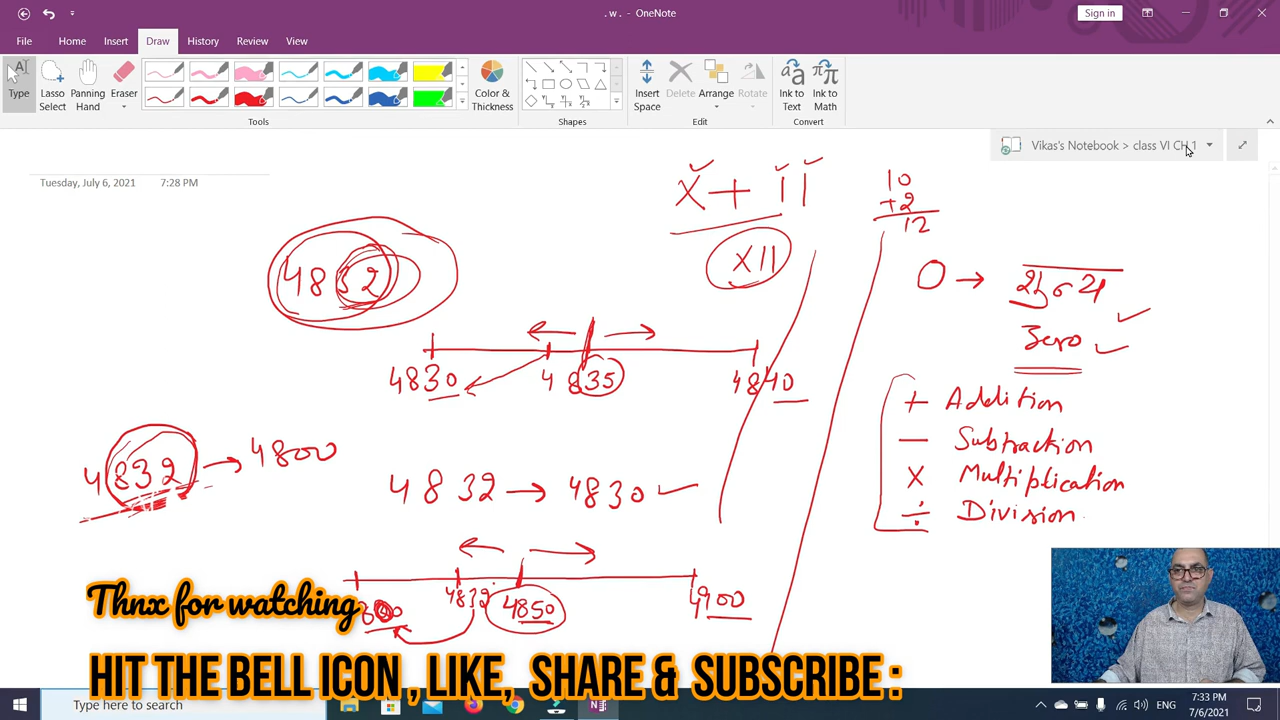 . w . - OneNote
Sign in
File Home Insert Draw History Review View
Type
Lasso Select
Panning Hand
Eraser
Color & Thickness
Insert Space
Delete
Arrange
Rotate
Ink to Text
Ink to Math
Tools
Shapes
Edit
Convert
Vikas's Notebook > class VI CH 1
Tuesday, July 6, 2021 7:28 PM
X + II
XII
10
+2
12
4832
0 →
Zero
4830 4835 4840
+ Addition
− Subtraction
× Multiplication
÷ Division
4832 → 4800
4832 → 4830
4832 4850 4900
Thnx for watching
HIT THE BELL ICON , LIKE, SHARE & SUBSCRIBE :
Type here to search
ENG
7:33 PM
7/6/2021